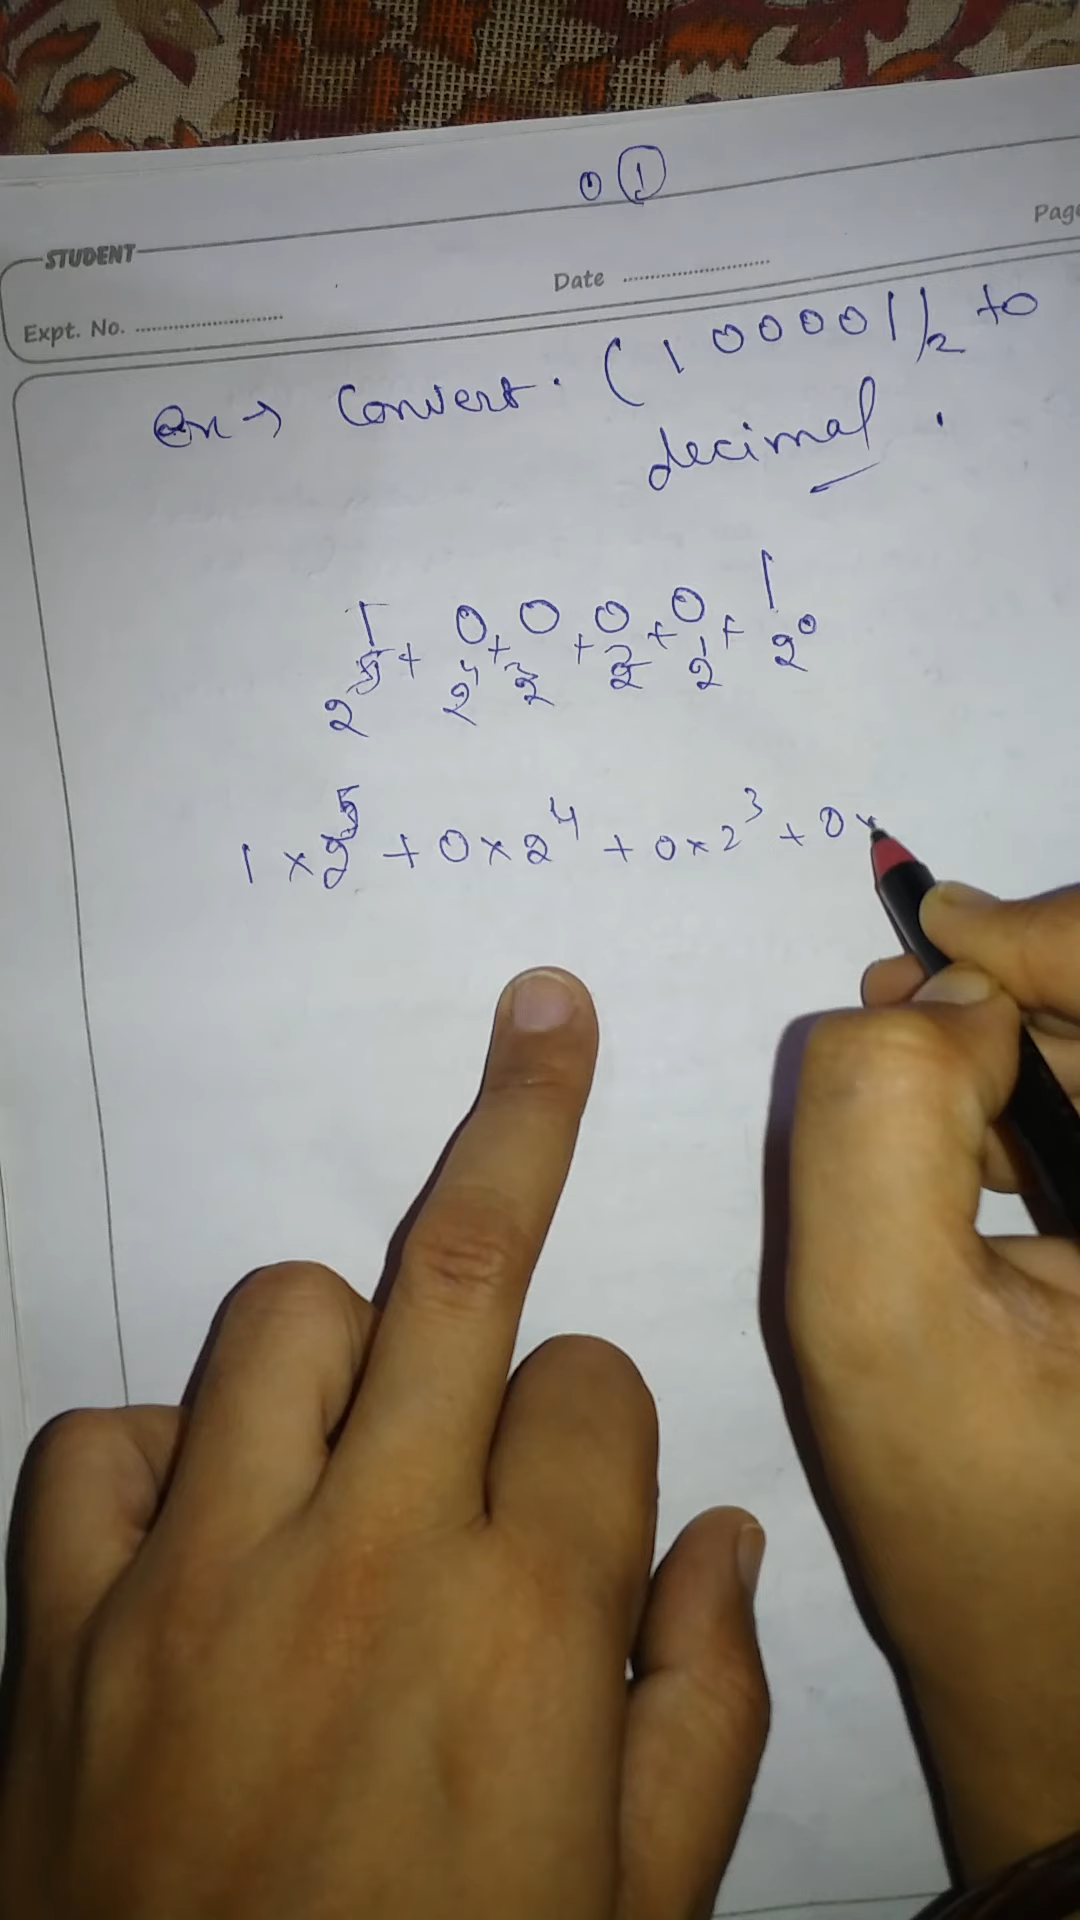 0 1
STUDENT
Page
Date
Expt. No.
Ex → Convert. (100001)₂ to
decimal.
1 0 0 0 0 1
2⁵ + 2⁴ + 2³ + 2² + 2¹ + 2⁰
1 × 2⁵ + 0 × 2⁴ + 0 × 2³ + 0 ×